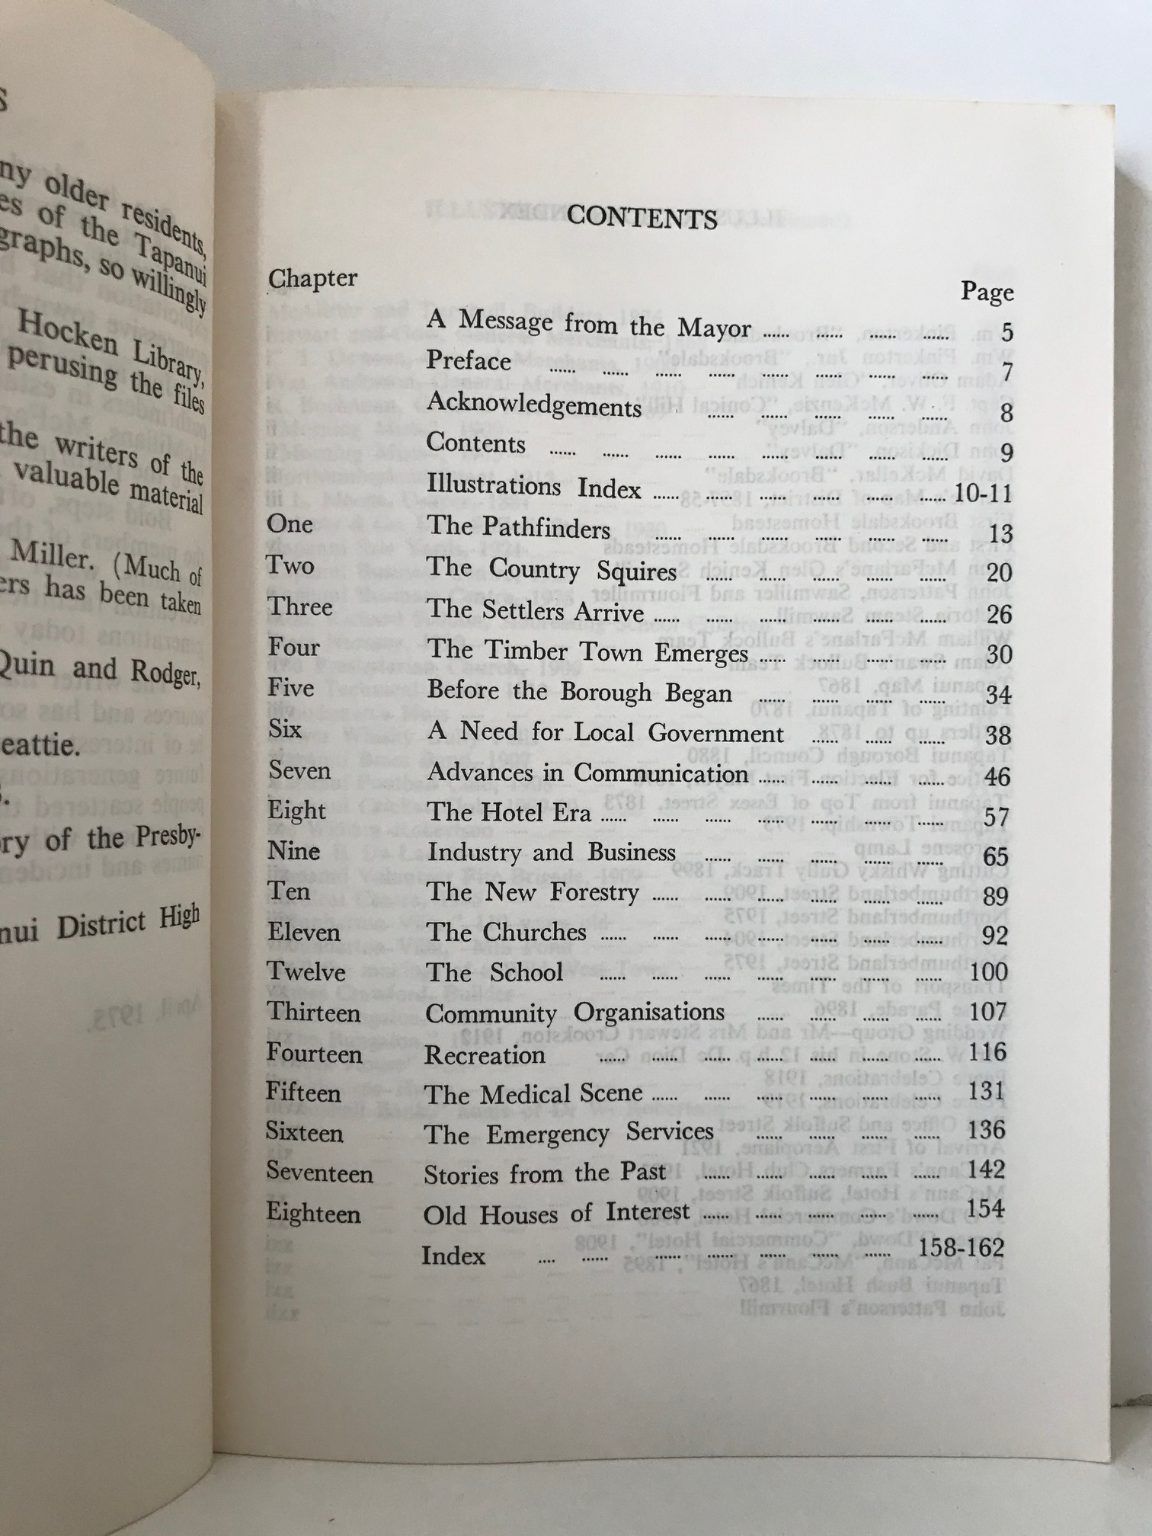 S
ny older residents,
es of the Tapanui
graphs, so willingly
Hocken Library,
perusing the files
the writers of the
valuable material
Miller. (Much of
ers has been taken
Quin and Rodger,
eattie.
ry of the Presby-
nui District High
CONTENTS
Chapter Page
A Message from the Mayor ...... ...... ...... ...... 5
Preface ...... ...... ...... ...... ...... ...... ...... ...... 7
Acknowledgements ...... ...... ...... ...... ...... 8
Contents ...... ...... ...... ...... ...... ...... ...... ...... 9
Illustrations Index ...... ...... ...... ...... ...... ...... 10-11
One The Pathfinders ...... ...... ...... ...... ...... ...... 13
Two The Country Squires ...... ...... ...... ...... ...... 20
Three The Settlers Arrive ...... ...... ...... ...... ...... ...... 26
Four The Timber Town Emerges ...... ...... ...... ...... 30
Five Before the Borough Began ...... ...... ...... ...... 34
Six A Need for Local Government ...... ...... ...... 38
Seven Advances in Communication ...... ...... ...... ...... 46
Eight The Hotel Era ...... ...... ...... ...... ...... ...... ...... 57
Nine Industry and Business ...... ...... ...... ...... ...... 65
Ten The New Forestry ...... ...... ...... ...... ...... ...... 89
Eleven The Churches ...... ...... ...... ...... ...... ...... ...... 92
Twelve The School ...... ...... ...... ...... ...... ...... ...... 100
Thirteen Community Organisations ...... ...... ...... ...... 107
Fourteen Recreation ...... ...... ...... ...... ...... ...... ...... 116
Fifteen The Medical Scene ...... ...... ...... ...... ...... ...... 131
Sixteen The Emergency Services ...... ...... ...... ...... 136
Seventeen Stories from the Past ...... ...... ...... ...... ...... 142
Eighteen Old Houses of Interest ...... ...... ...... ...... ...... 154
Index .... ...... ...... ...... ...... ...... ...... 158-162